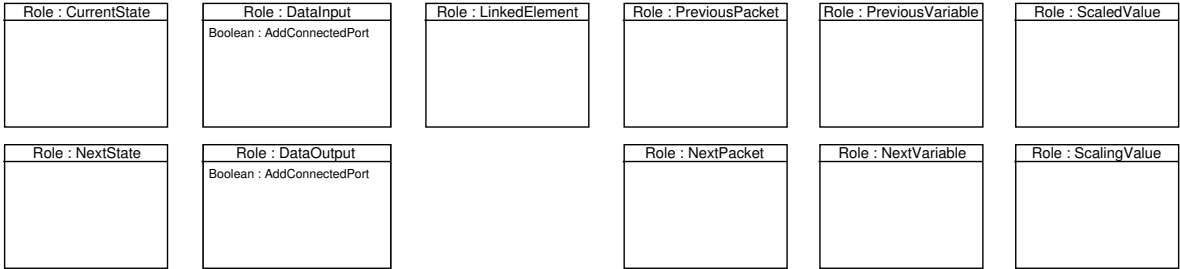 Role : CurrentState
Role : DataInput
Boolean : AddConnectedPort
Role : LinkedElement
Role : PreviousPacket
Role : PreviousVariable
Role : ScaledValue
Role : NextState
Role : DataOutput
Boolean : AddConnectedPort
Role : NextPacket
Role : NextVariable
Role : ScalingValue